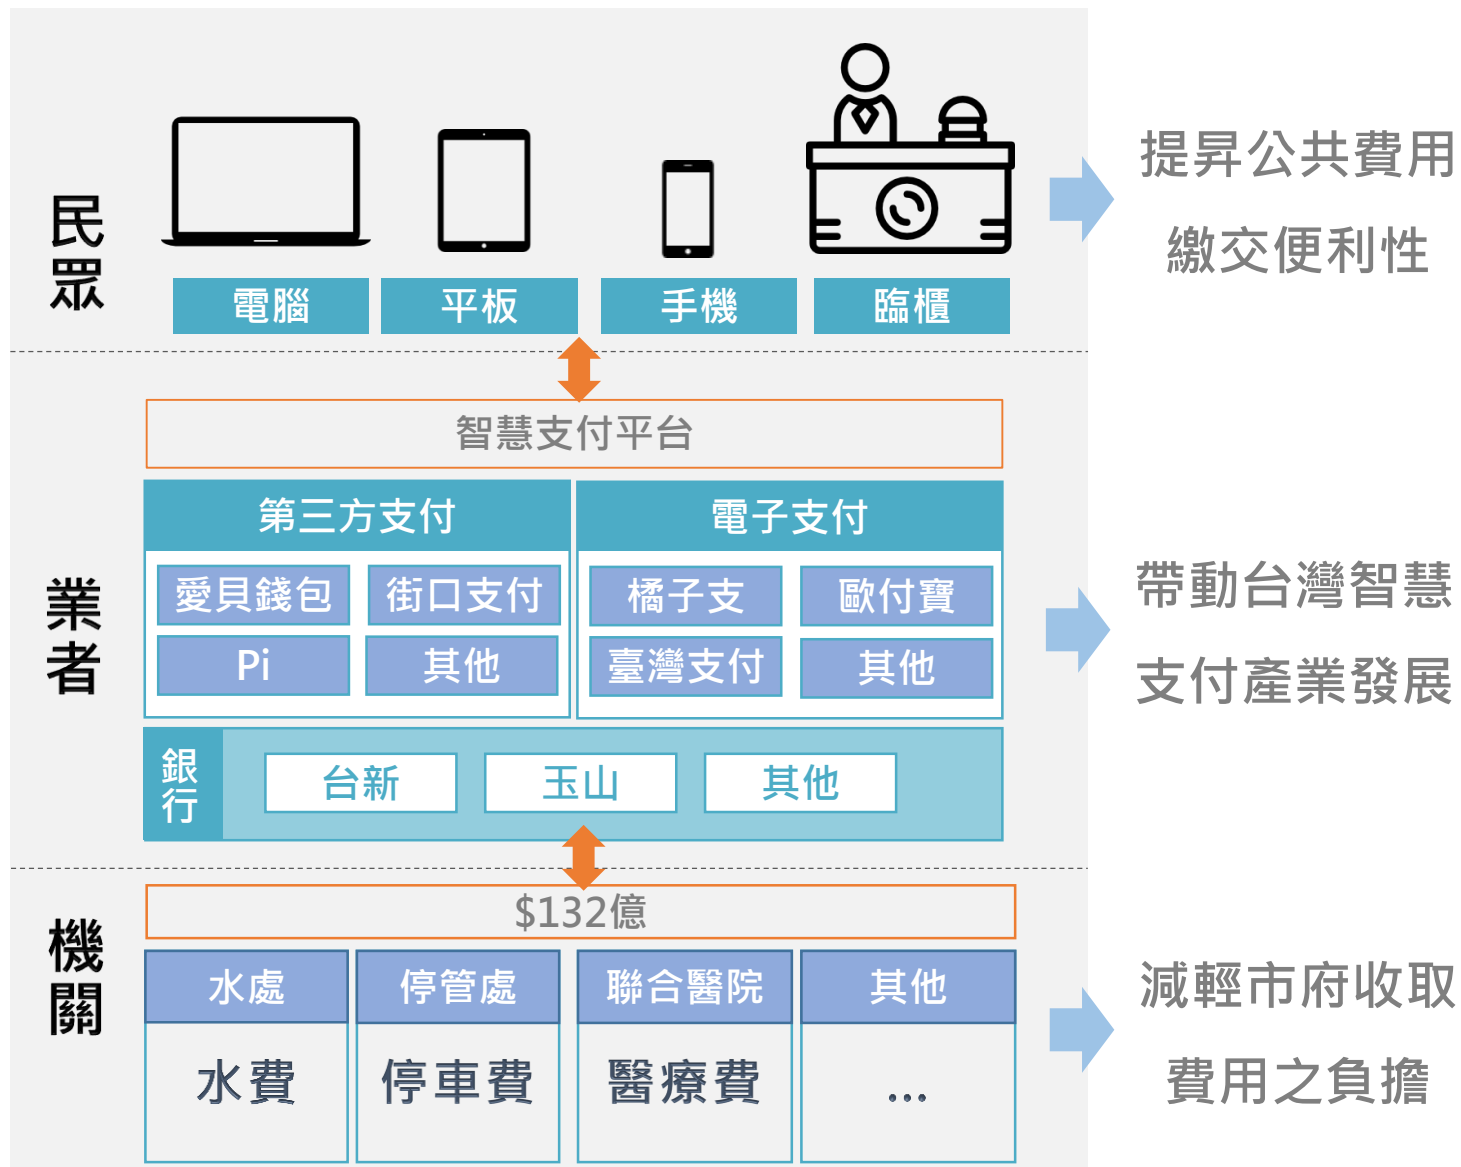 民眾
電腦
平板
手機
臨櫃
提昇公共費用
繳交便利性
業者
智慧支付平台
第三方支付
愛貝錢包
街口支付
Pi
其他
電子支付
橘子支
歐付寶
臺灣支付
其他
銀行
台新
玉山
其他
帶動台灣智慧
支付產業發展
機關
$132億
水處
停管處
聯合醫院
其他
水費
停車費
醫療費
...
減輕市府收取
費用之負擔